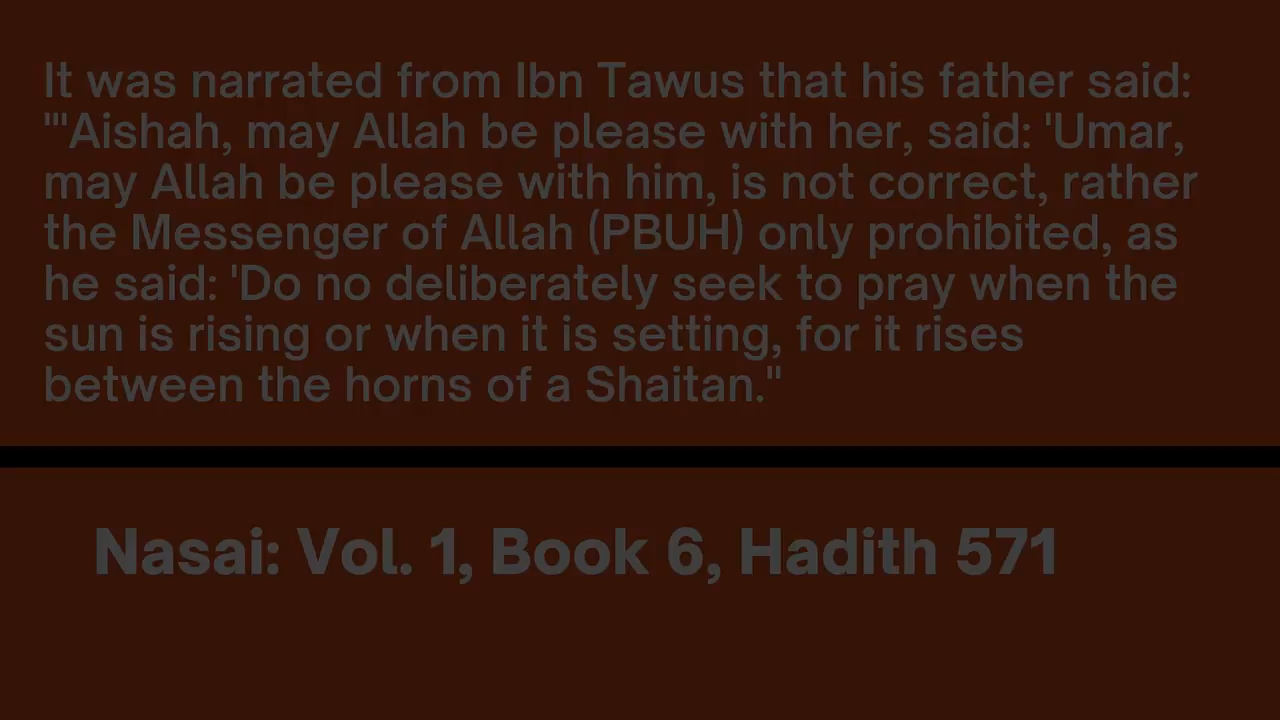 It was narrated from Ibn Tawus that his father said:
"'Aishah, may Allah be please with her, said: 'Umar,
may Allah be please with him, is not correct, rather
the Messenger of Allah (PBUH) only prohibited, as
he said: 'Do no deliberately seek to pray when the
sun is rising or when it is setting, for it rises
between the horns of a Shaitan."
Nasai: Vol. 1, Book 6, Hadith 571